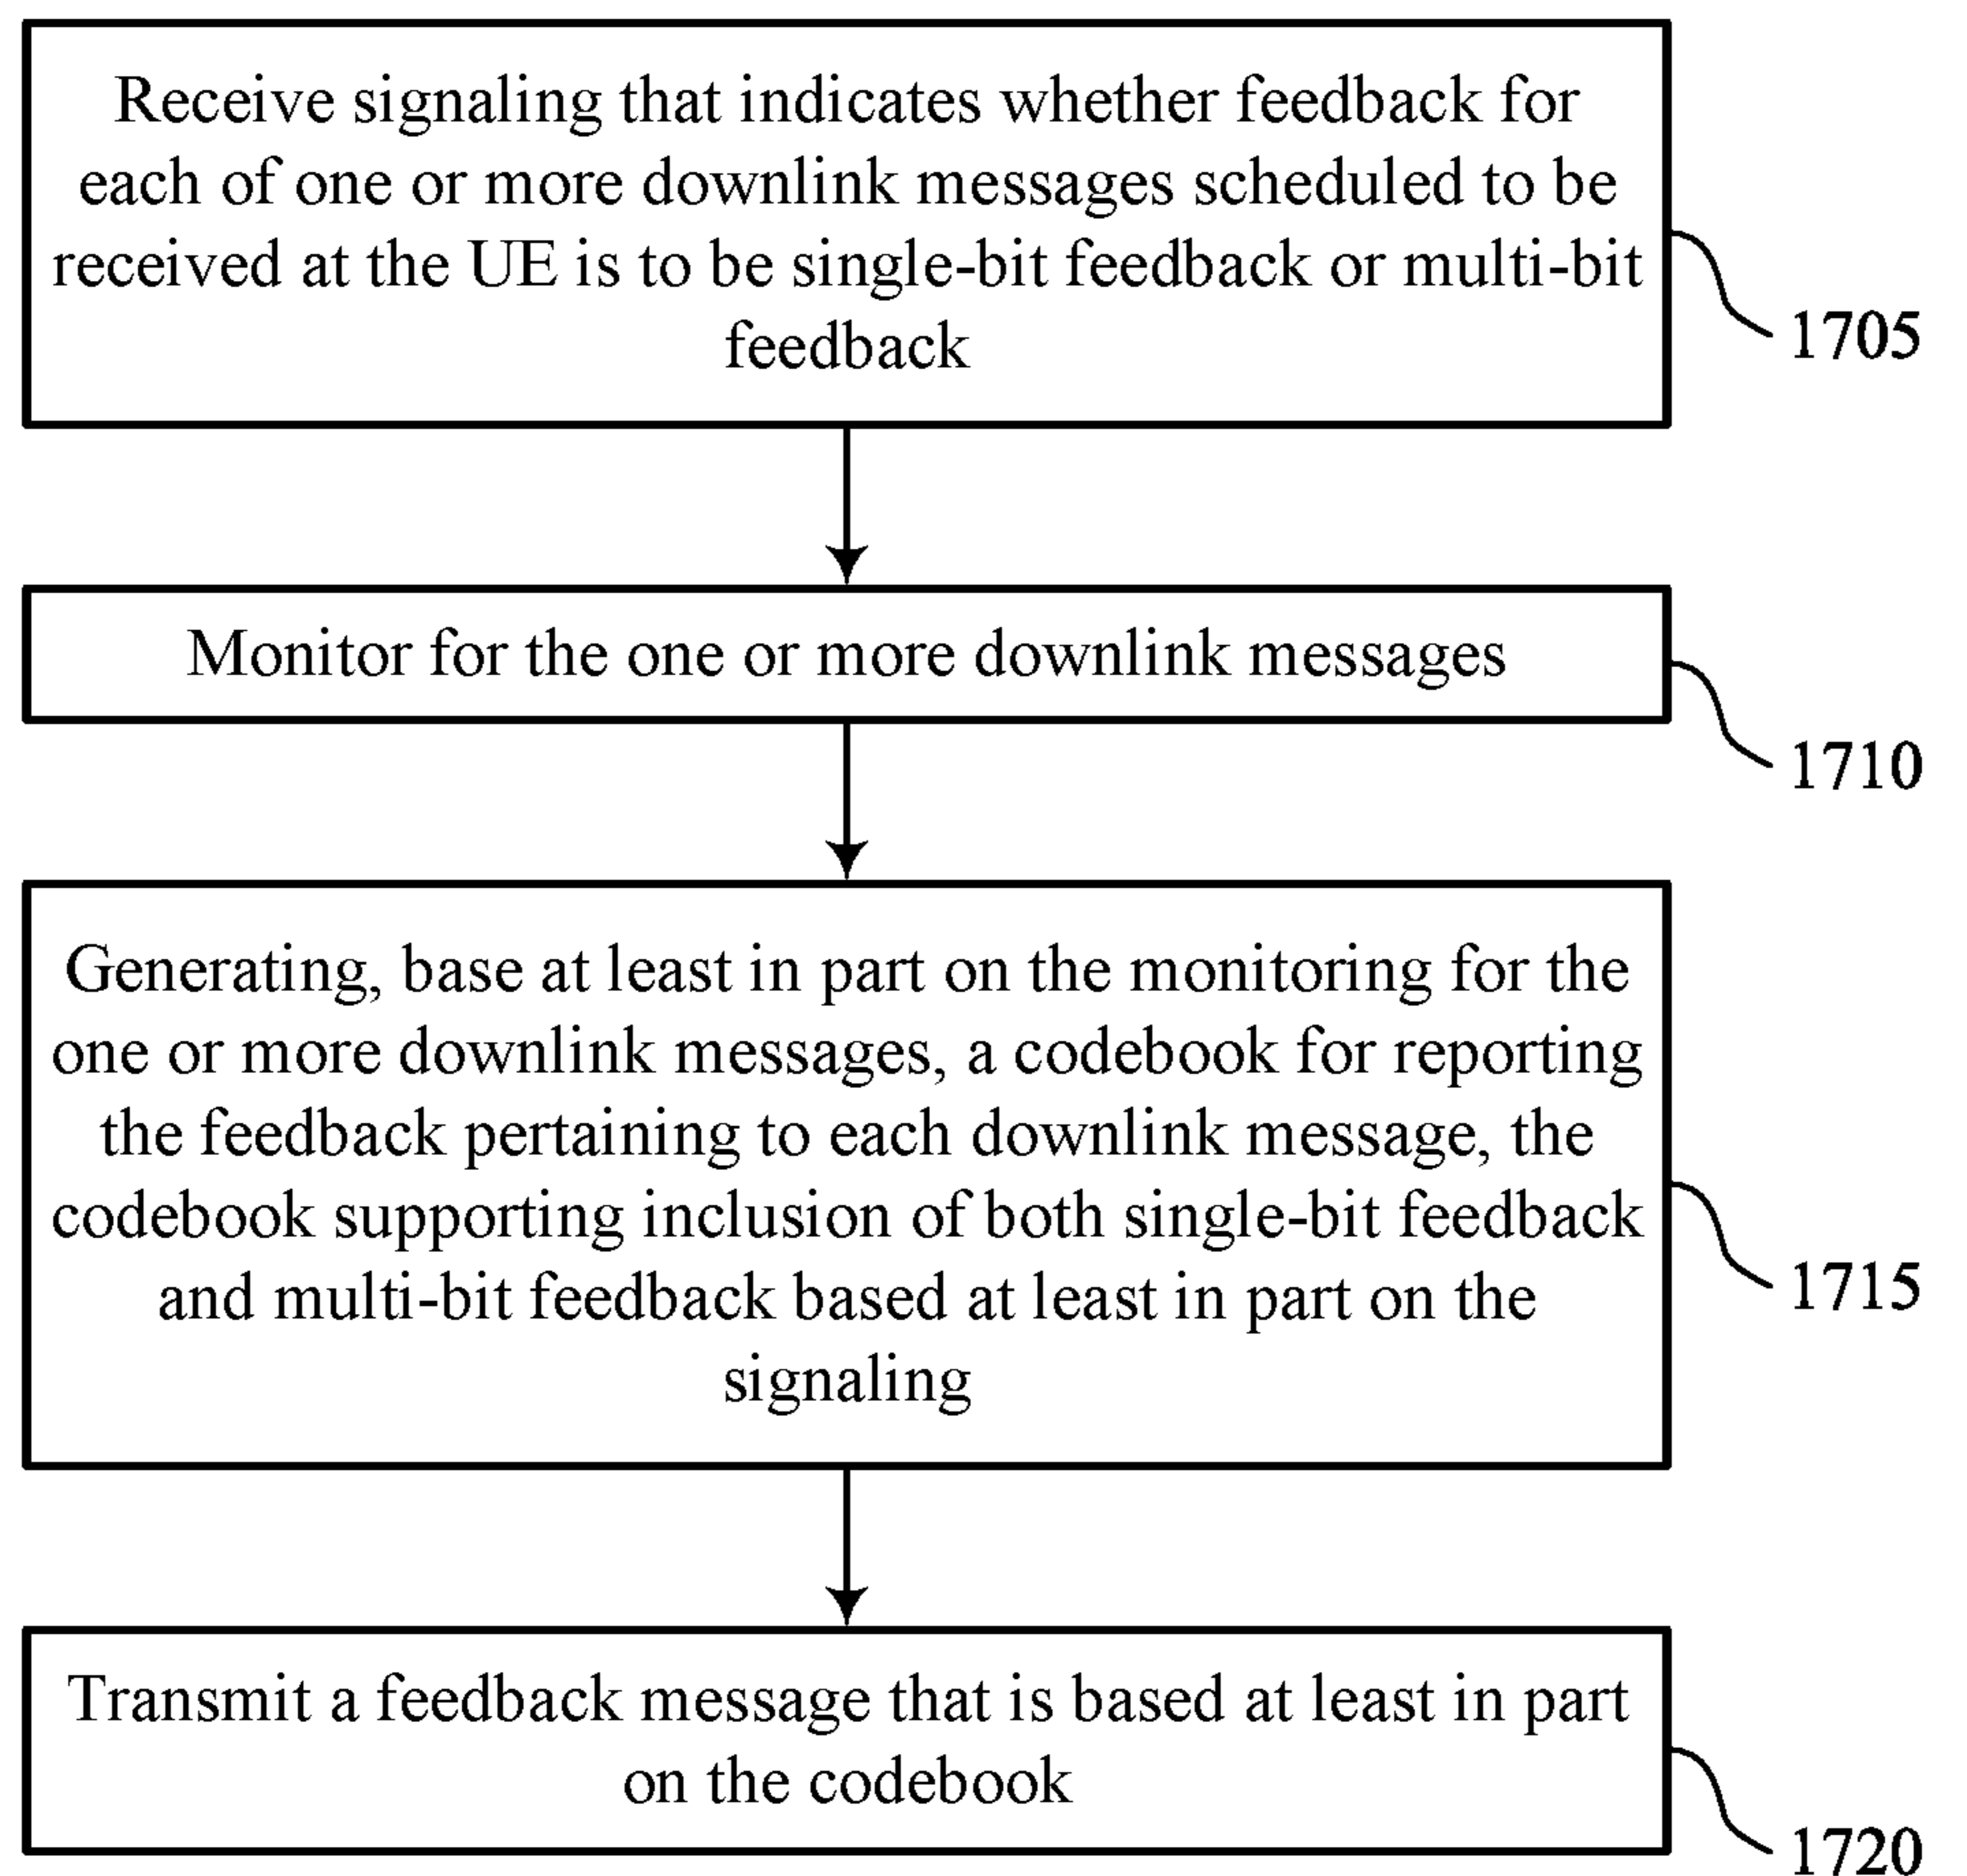 Receive signaling that indicates whether feedback for
each of one or more downlink messages scheduled to be
received at the UE is to be single-bit feedback or multi-bit
feedback
1705
Monitor for the one or more downlink messages
1710
Generating, base at least in part on the monitoring for the
one or more downlink messages, a codebook for reporting
the feedback pertaining to each downlink message, the
codebook supporting inclusion of both single-bit feedback
and multi-bit feedback based at least in part on the
signaling
1715
Transmit a feedback message that is based at least in part
on the codebook
1720